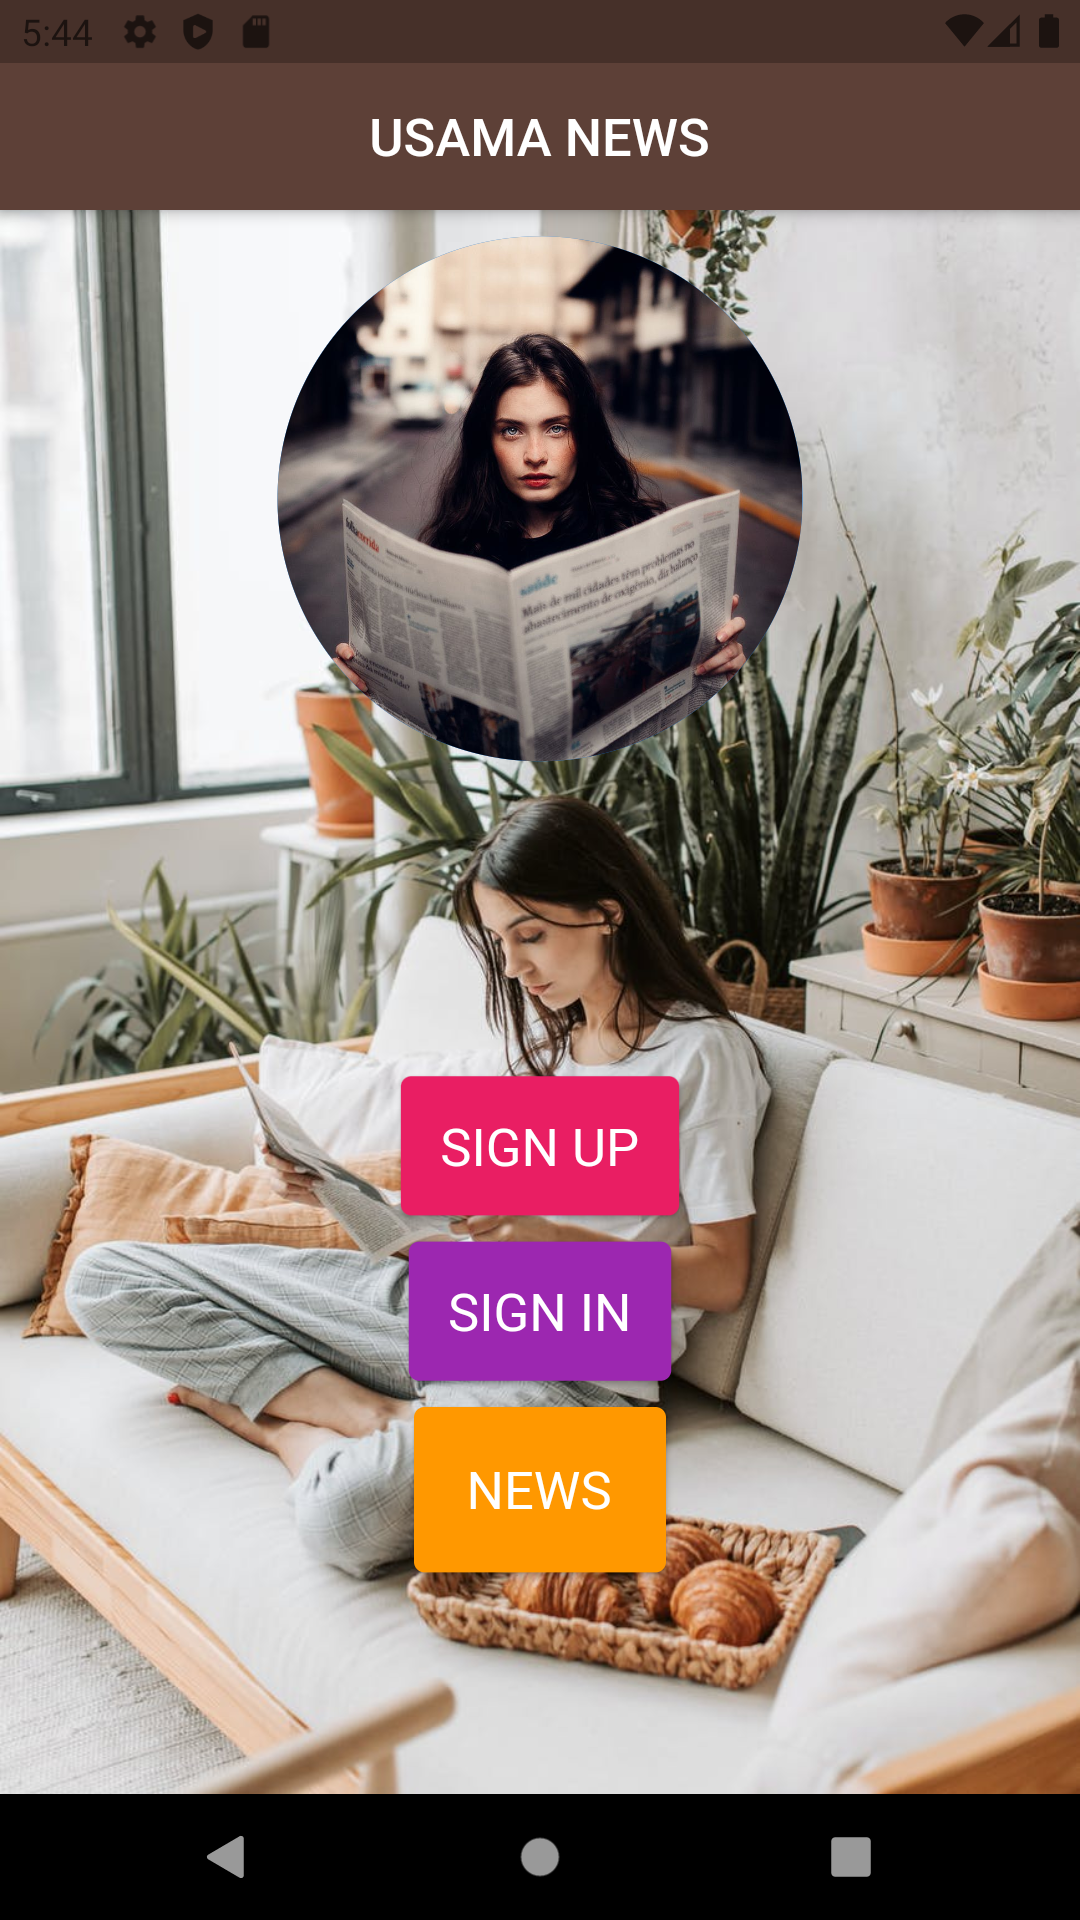 5:44
USAMA NEWS
saúde
Mais de mil cidades têm problemas no
abastecimento de oxigênio, diz balanço
SIGN UP
SIGN IN
NEWS